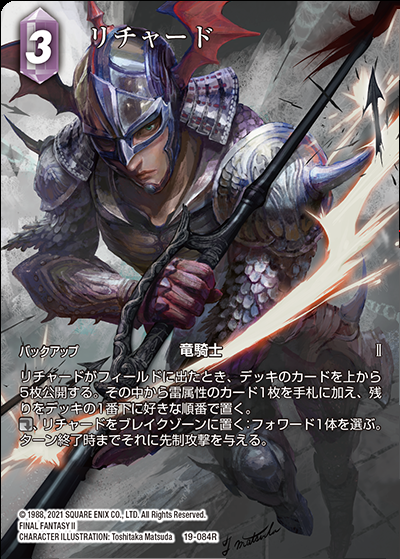 3 リチャード
バックアップ 竜騎士 II
リチャードがフィールドに出たとき、デッキのカードを上から
5枚公開する。その中から雷属性のカード1枚を手札に加え、残
りをデッキの1番下に好きな順番で置く。
、リチャードをブレイクゾーンに置く:フォワード1体を選ぶ。
ターン終了時までそれに先制攻撃を与える。
© 1988, 2021 SQUARE ENIX CO., LTD. All Rights Reserved.
FINAL FANTASY II
CHARACTER ILLUSTRATION: Toshitaka Matsuda 19-084R